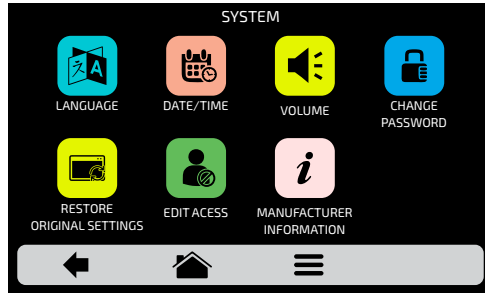 SYSTEM
LANGUAGE
DATE/TIME
VOLUME
CHANGE
PASSWORD
RESTORE
ORIGINAL SETTINGS
EDIT ACESS
MANUFACTURER
INFORMATION